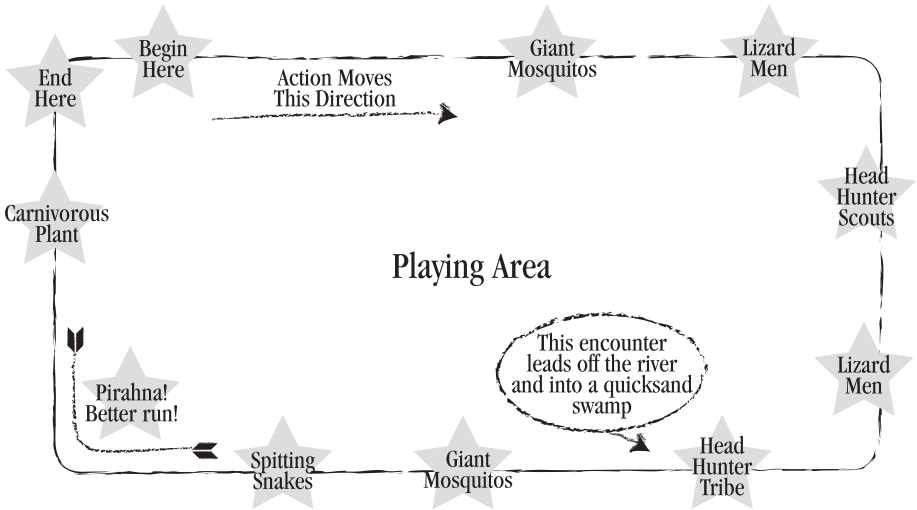 Begin
Here
End
Here
Action Moves
This Direction
Giant
Mosquitos
Lizard
Men
Head
Hunter
Scouts
Carnivorous
Plant
Playing Area
This encounter
leads off the river
and into a quicksand
swamp
Lizard
Men
Pirahna!
Better run!
Spitting
Snakes
Giant
Mosquitos
Head
Hunter
Tribe